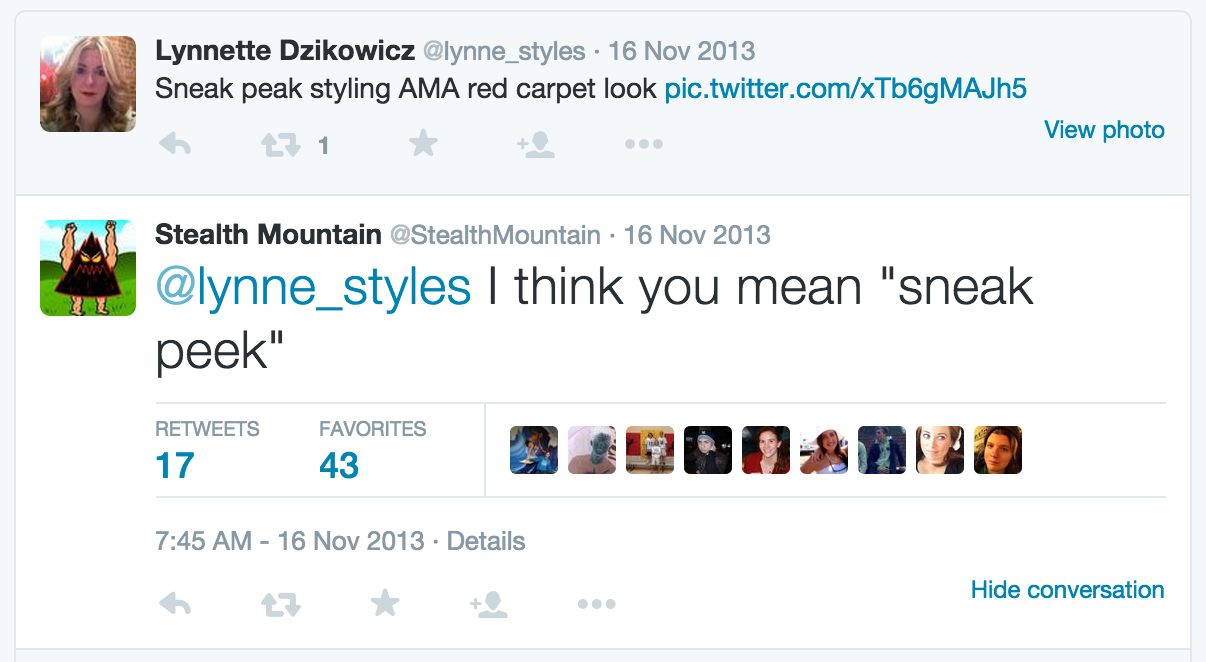 Lynnette Dzikowicz @lynne_styles · 16 Nov 2013
Sneak peak styling AMA red carpet look pic.twitter.com/xTb6gMAJh5
1
View photo
Stealth Mountain @StealthMountain · 16 Nov 2013
@lynne_styles I think you mean "sneak
peek"
RETWEETS FAVORITES
17 43
7:45 AM - 16 Nov 2013 · Details
Hide conversation